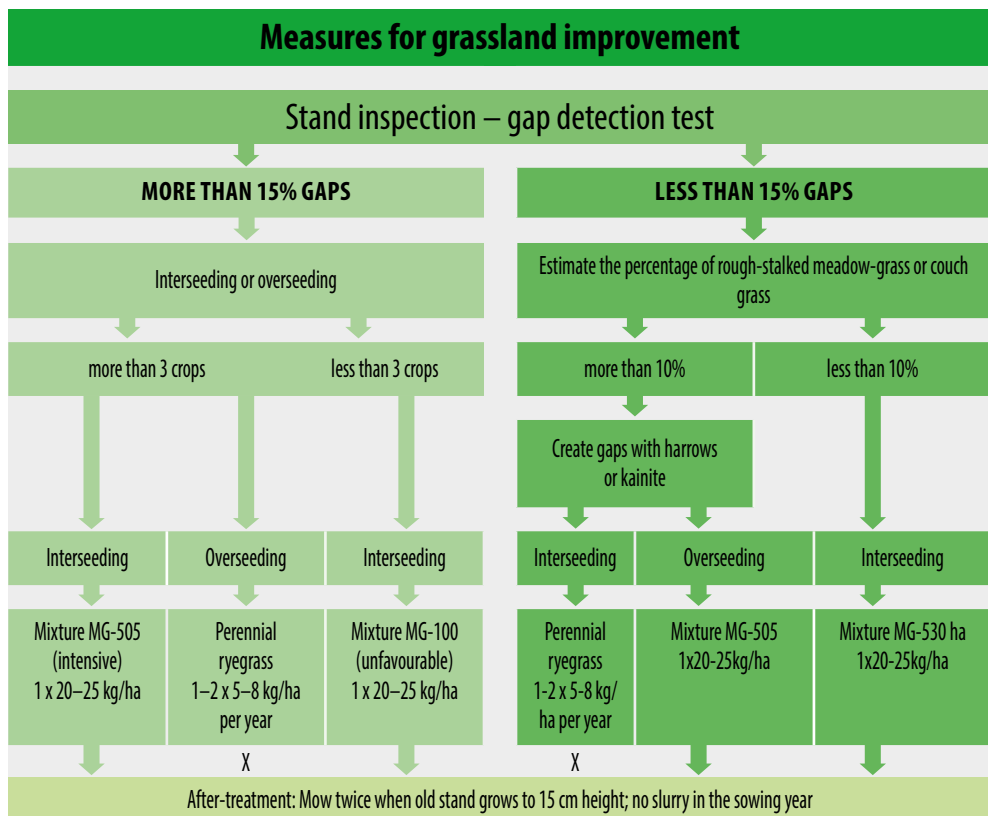 Measures for grassland improvement
Stand inspection – gap detection test
MORE THAN 15% GAPS
LESS THAN 15% GAPS
Interseeding or overseeding
Estimate the percentage of rough-stalked meadow-grass or couch
grass
more than 3 crops
less than 3 crops
more than 10%
less than 10%
Create gaps with harrows
or kainite
Interseeding
Overseeding
Interseeding
Interseeding
Overseeding
Interseeding
Mixture MG-505
(intensive)
1 x 20–25 kg/ha
Perennial
ryegrass
1–2 x 5–8 kg/ha
per year
Mixture MG-100
(unfavourable)
1 x 20–25 kg/ha
Perennial
ryegrass
1-2 x 5-8 kg/
ha per year
Mixture MG-505
1x20-25kg/ha
Mixture MG-530 ha
1x20-25kg/ha
X
X
After-treatment: Mow twice when old stand grows to 15 cm height; no slurry in the sowing year